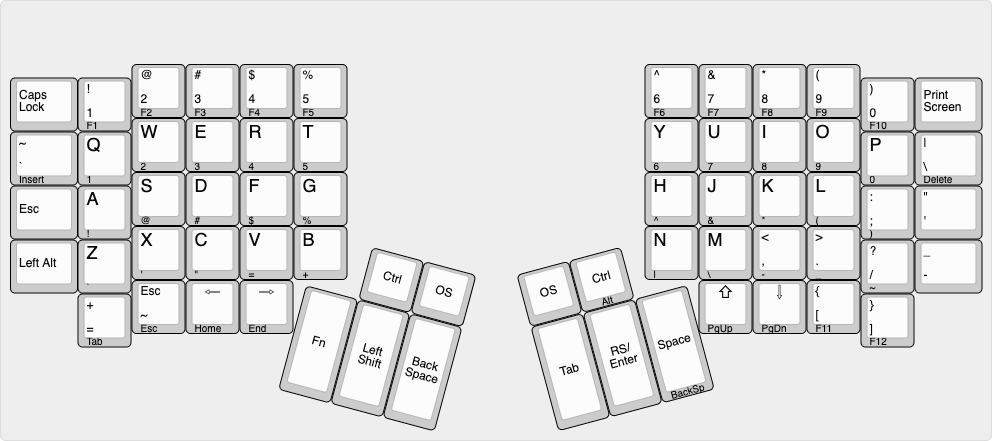 Caps
Lock
!
1
F1
@
2
F2
#
3
F3
$
4
F4
%
5
F5
^
6
F6
&
7
F7
*
8
F8
(
9
F9
)
0
F10
Print
Screen
~
`
Insert
Q
1
W
2
E
3
R
4
T
5
Y
6
U
7
I
8
O
9
P
0
|
\
Delete
Esc
A
!
S
@
D
#
F
$
G
%
H
^
J
&
K
*
L
(
:
;
)
"
'
Left Alt
Z
`
X
'
C
"
V
=
B
+
N
|
M
\
<
,
-
>
.
?
/
~
_
-
+
=
Tab
Esc
~
Esc
←
Home
→
End
Ctrl
OS
Fn
Left
Shift
Back
Space
OS
Ctrl
Alt
Tab
RS/
Enter
Space
BackSp
↑
PgUp
↓
PgDn
{
[
F11
}
]
F12